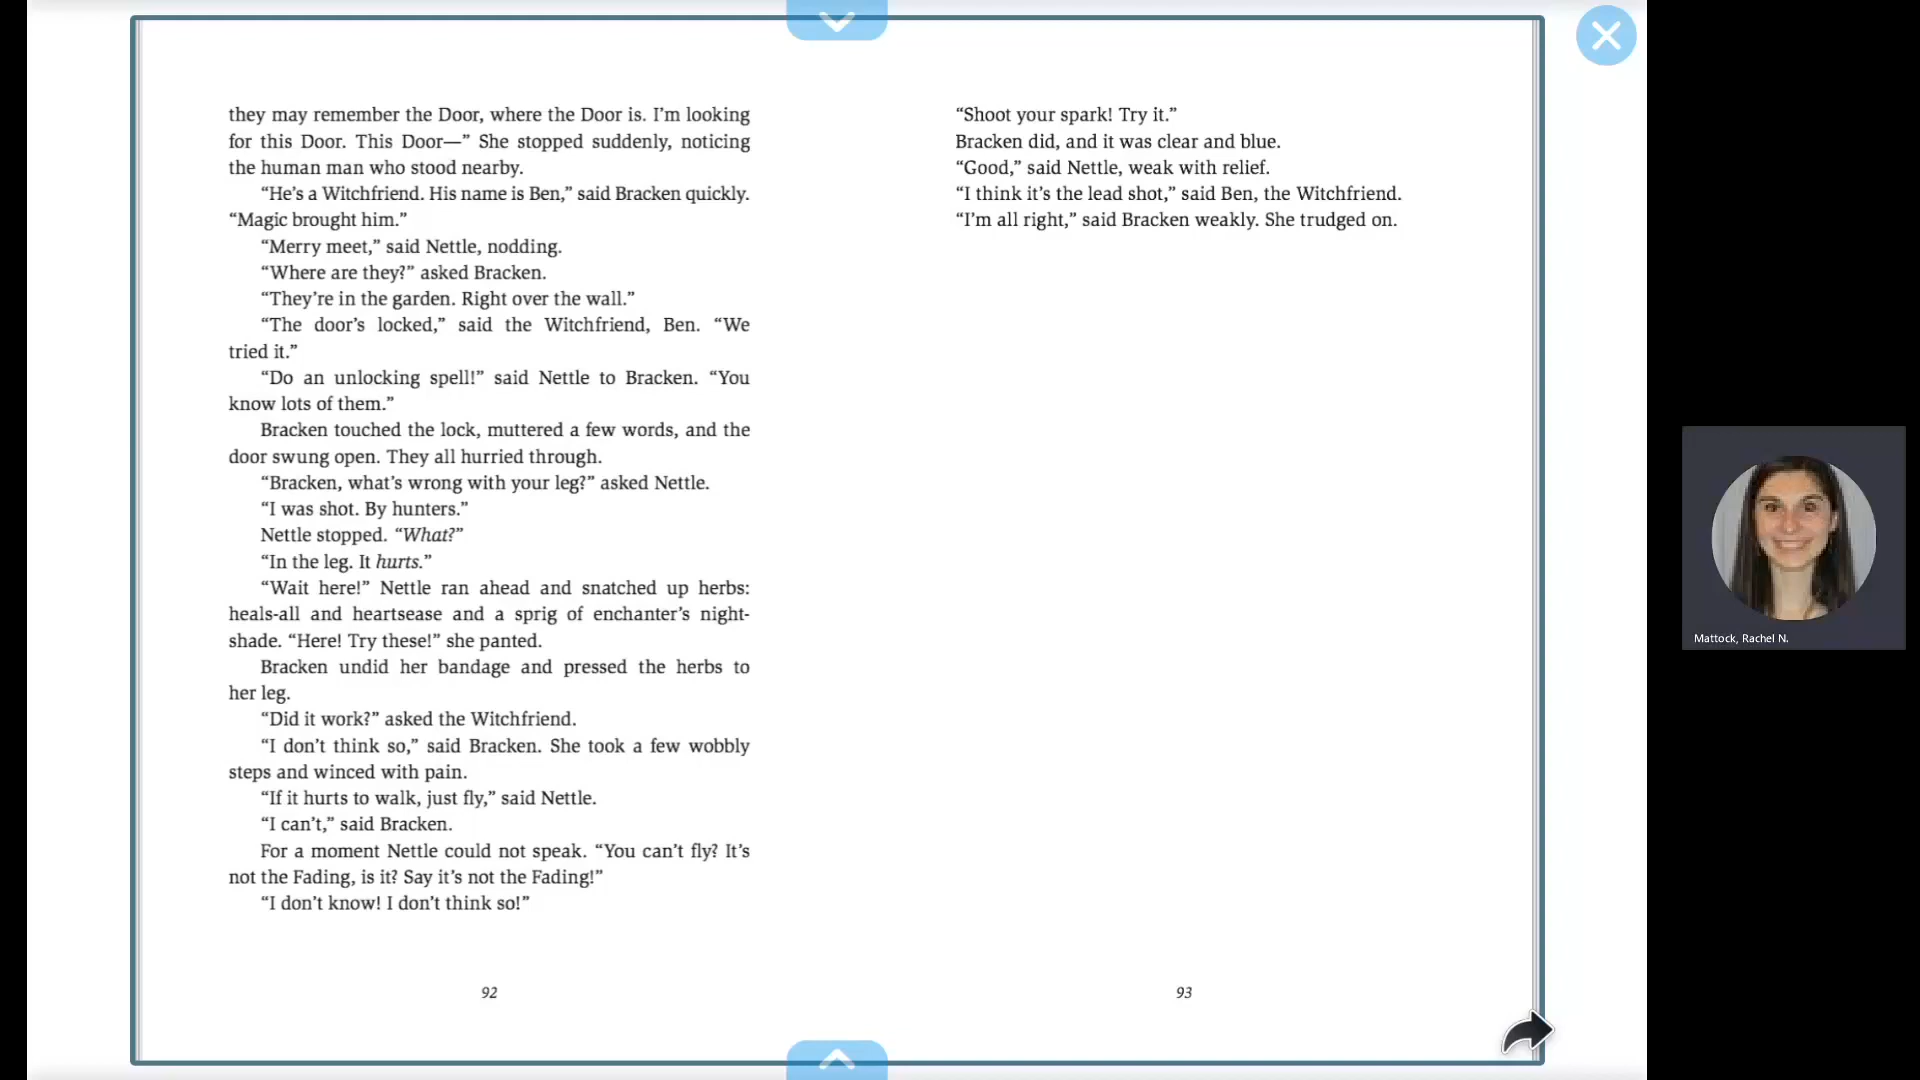 they may remember the Door, where the Door is. I’m looking
for this Door. This Door—” She stopped suddenly, noticing
the human man who stood nearby.
“He’s a Witchfriend. His name is Ben,” said Bracken quickly.
“Magic brought him.”
“Merry meet,” said Nettle, nodding.
“Where are they?” asked Bracken.
“They’re in the garden. Right over the wall.”
“The door’s locked,” said the Witchfriend, Ben. “We
tried it.”
“Do an unlocking spell!” said Nettle to Bracken. “You
know lots of them.”
Bracken touched the lock, muttered a few words, and the
door swung open. They all hurried through.
“Bracken, what’s wrong with your leg?” asked Nettle.
“I was shot. By hunters.”
Nettle stopped. “What?”
“In the leg. It hurts.”
“Wait here!” Nettle ran ahead and snatched up herbs:
heals-all and heartsease and a sprig of enchanter’s night-
shade. “Here! Try these!” she panted.
Bracken undid her bandage and pressed the herbs to
her leg.
“Did it work?” asked the Witchfriend.
“I don’t think so,” said Bracken. She took a few wobbly
steps and winced with pain.
“If it hurts to walk, just fly,” said Nettle.
“I can’t,” said Bracken.
For a moment Nettle could not speak. “You can’t fly? It’s
not the Fading, is it? Say it’s not the Fading!”
“I don’t know! I don’t think so!”
92
“Shoot your spark! Try it.”
Bracken did, and it was clear and blue.
“Good,” said Nettle, weak with relief.
“I think it’s the lead shot,” said Ben, the Witchfriend.
“I’m all right,” said Bracken weakly. She trudged on.
93
Mattock, Rachel N.